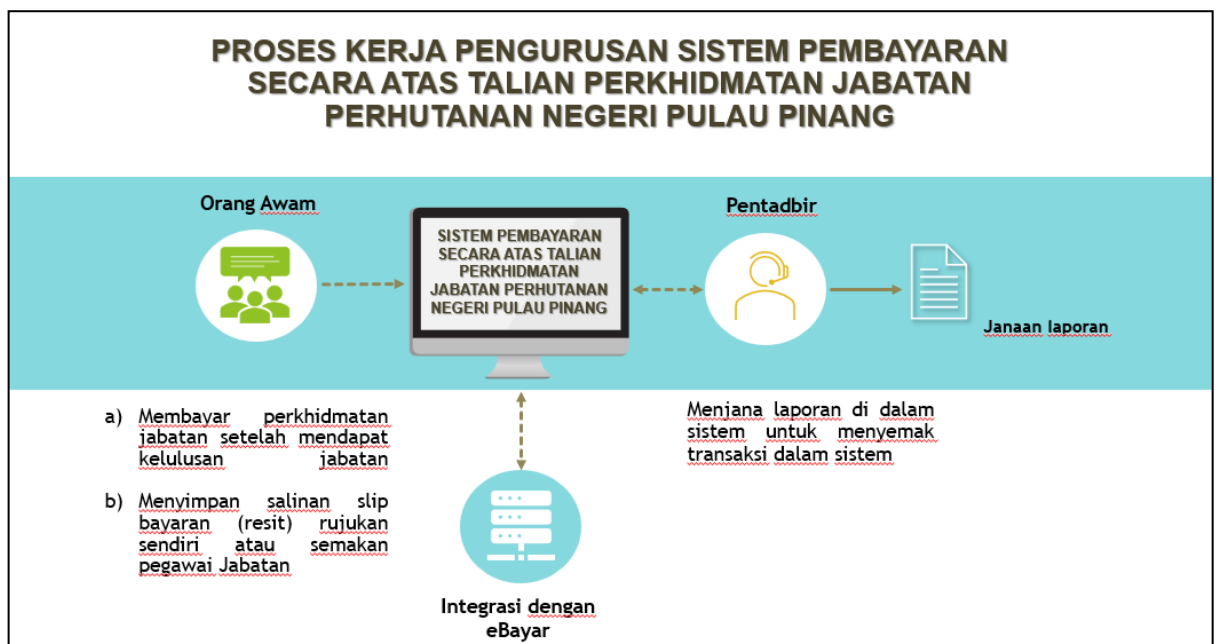 PROSES KERJA PENGURUSAN SISTEM PEMBAYARAN
SECARA ATAS TALIAN PERKHIDMATAN JABATAN
PERHUTANAN NEGERI PULAU PINANG
Orang Awam
SISTEM PEMBAYARAN
SECARA ATAS TALIAN
PERKHIDMATAN
JABATAN PERHUTANAN
NEGERI PULAU PINANG
Pentadbir
Janaan laporan
a) Membayar perkhidmatan
jabatan setelah mendapat
kelulusan jabatan
b) Menyimpan salinan slip
bayaran (resit) rujukan
sendiri atau semakan
pegawai Jabatan
Menjana laporan di dalam
sistem untuk menyemak
transaksi dalam sistem
Integrasi dengan
eBayar